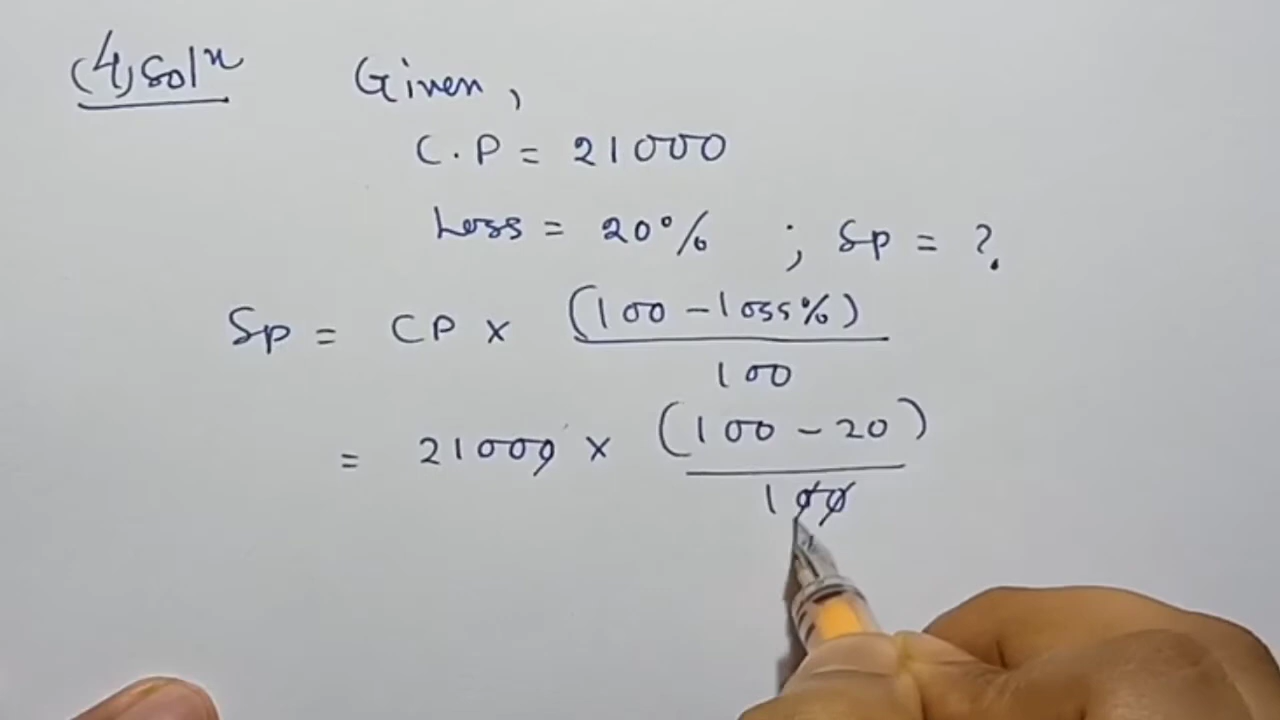 (4) Solⁿ Given,
C.P = 21000
Loss = 20% ; Sp = ?
Sp = CP × (100 - loss%) / 100
= 21000 × (100 - 20) / 100